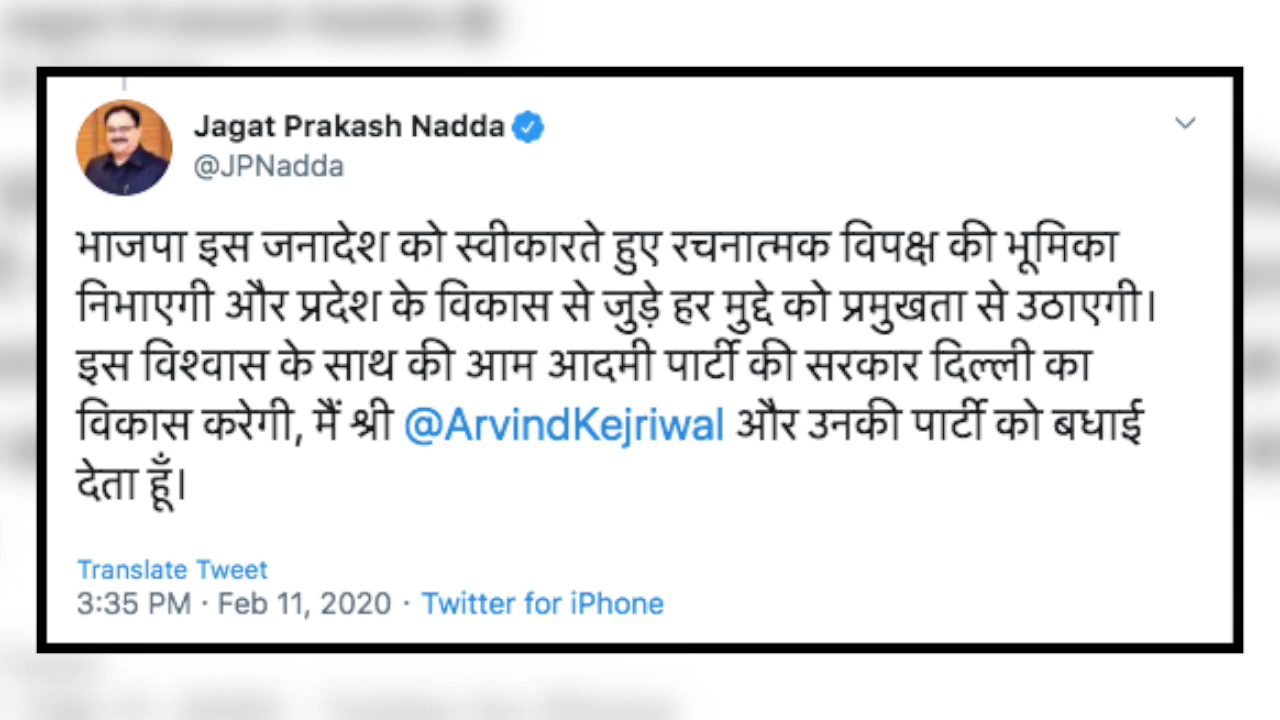 Jagat Prakash Nadda
@JPNadda
भाजपा इस जनादेश को स्वीकारते हुए रचनात्मक विपक्ष की भूमिका
निभाएगी और प्रदेश के विकास से जुड़े हर मुद्दे को प्रमुखता से उठाएगी।
इस विश्वास के साथ की आम आदमी पार्टी की सरकार दिल्ली का
विकास करेगी, मैं श्री @ArvindKejriwal और उनकी पार्टी को बधाई
देता हूँ।
Translate Tweet
3:35 PM · Feb 11, 2020 · Twitter for iPhone